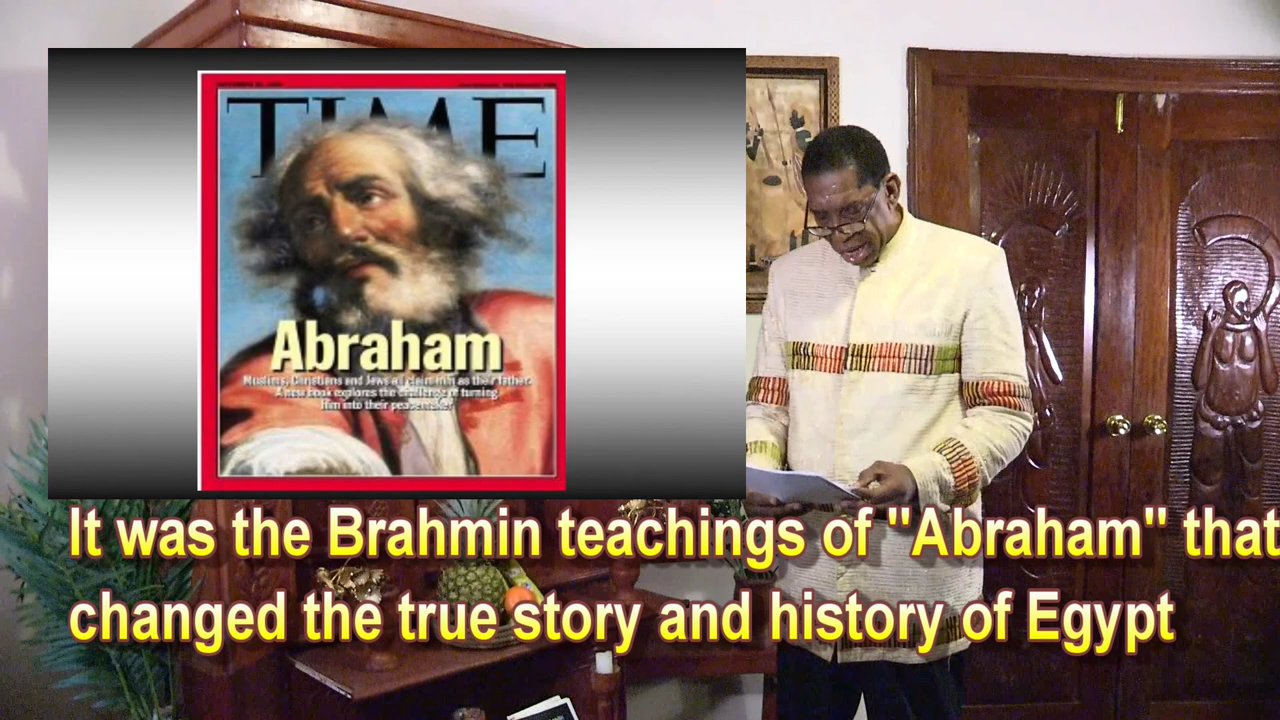 TIME
Abraham
Muslims, Christians and Jews all claim him as their father.
A new book explores the challenge of turning
him into their peacemaker
It was the Brahmin teachings of "Abraham" that
changed the true story and history of Egypt